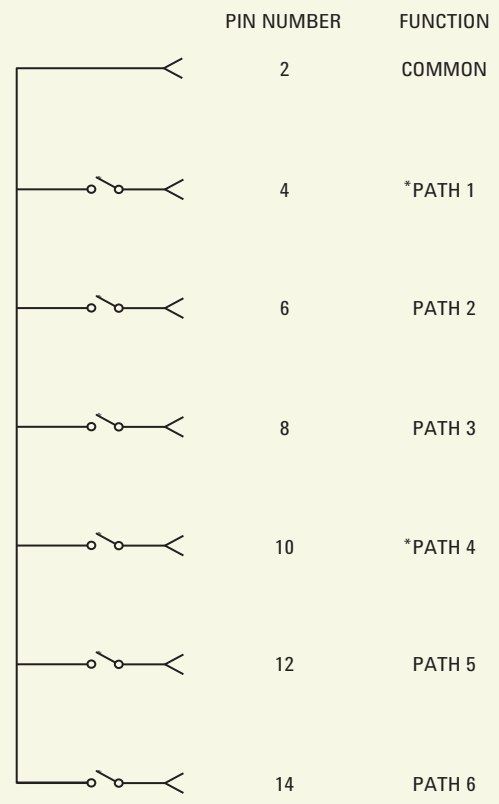 PIN NUMBER FUNCTION
2 COMMON
4 *PATH 1
6 PATH 2
8 PATH 3
10 *PATH 4
12 PATH 5
14 PATH 6